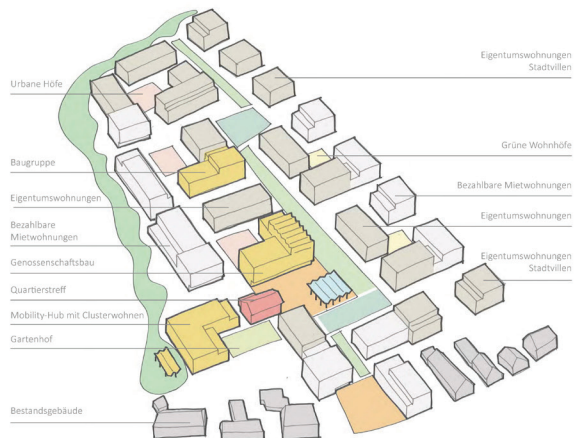 Urbane Höfe
Baugruppe
Eigentumswohnungen
Bezahlbare
Mietwohnungen
Genossenschaftsbau
Quartierstreff
Mobility-Hub mit Clusterwohnen
Gartenhof
Bestandsgebäude
Eigentumswohnungen
Stadtvillen
Grüne Wohnhöfe
Bezahlbare Mietwohnungen
Eigentumswohnungen
Eigentumswohnungen
Stadtvillen